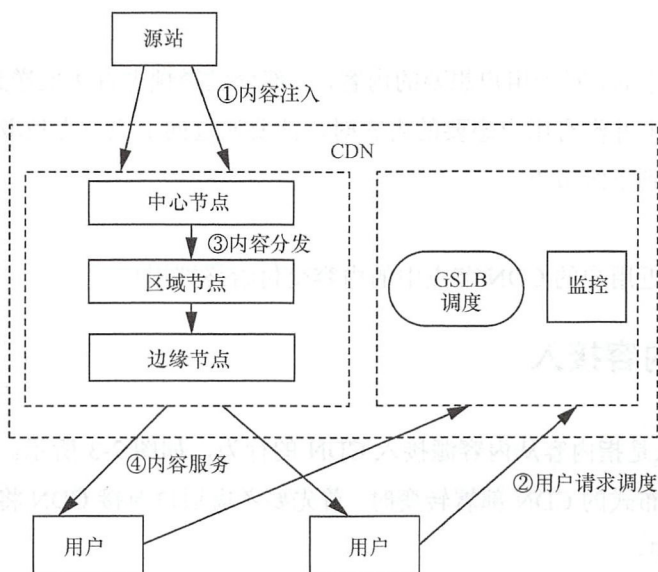 源站
①内容注入
CDN
中心节点
③内容分发
区域节点
边缘节点
GSLB
调度
监控
④内容服务
②用户请求调度
用户
用户